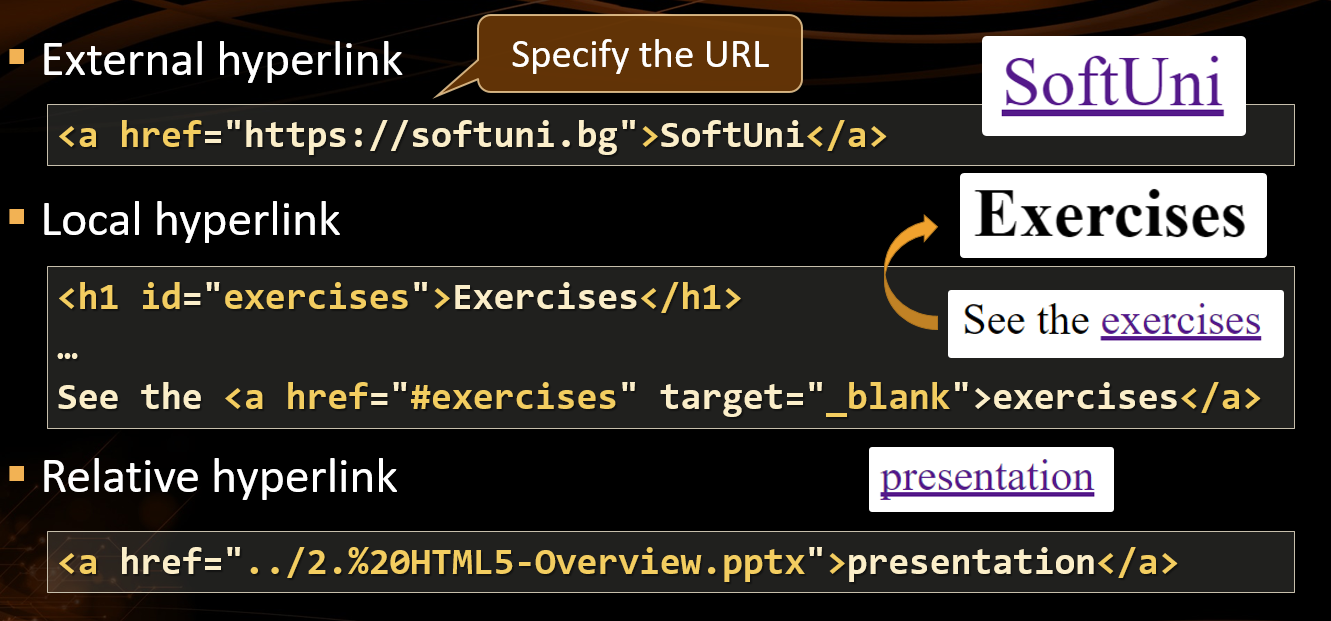 External hyperlink
Specify the URL
<a href="https://softuni.bg">SoftUni</a>
SoftUni
Local hyperlink
Exercises
<h1 id="exercises">Exercises</h1>
…
See the <a href="#exercises" target="_blank">exercises</a>
See the exercises
Relative hyperlink
presentation
<a href="../2.%20HTML5-Overview.pptx">presentation</a>